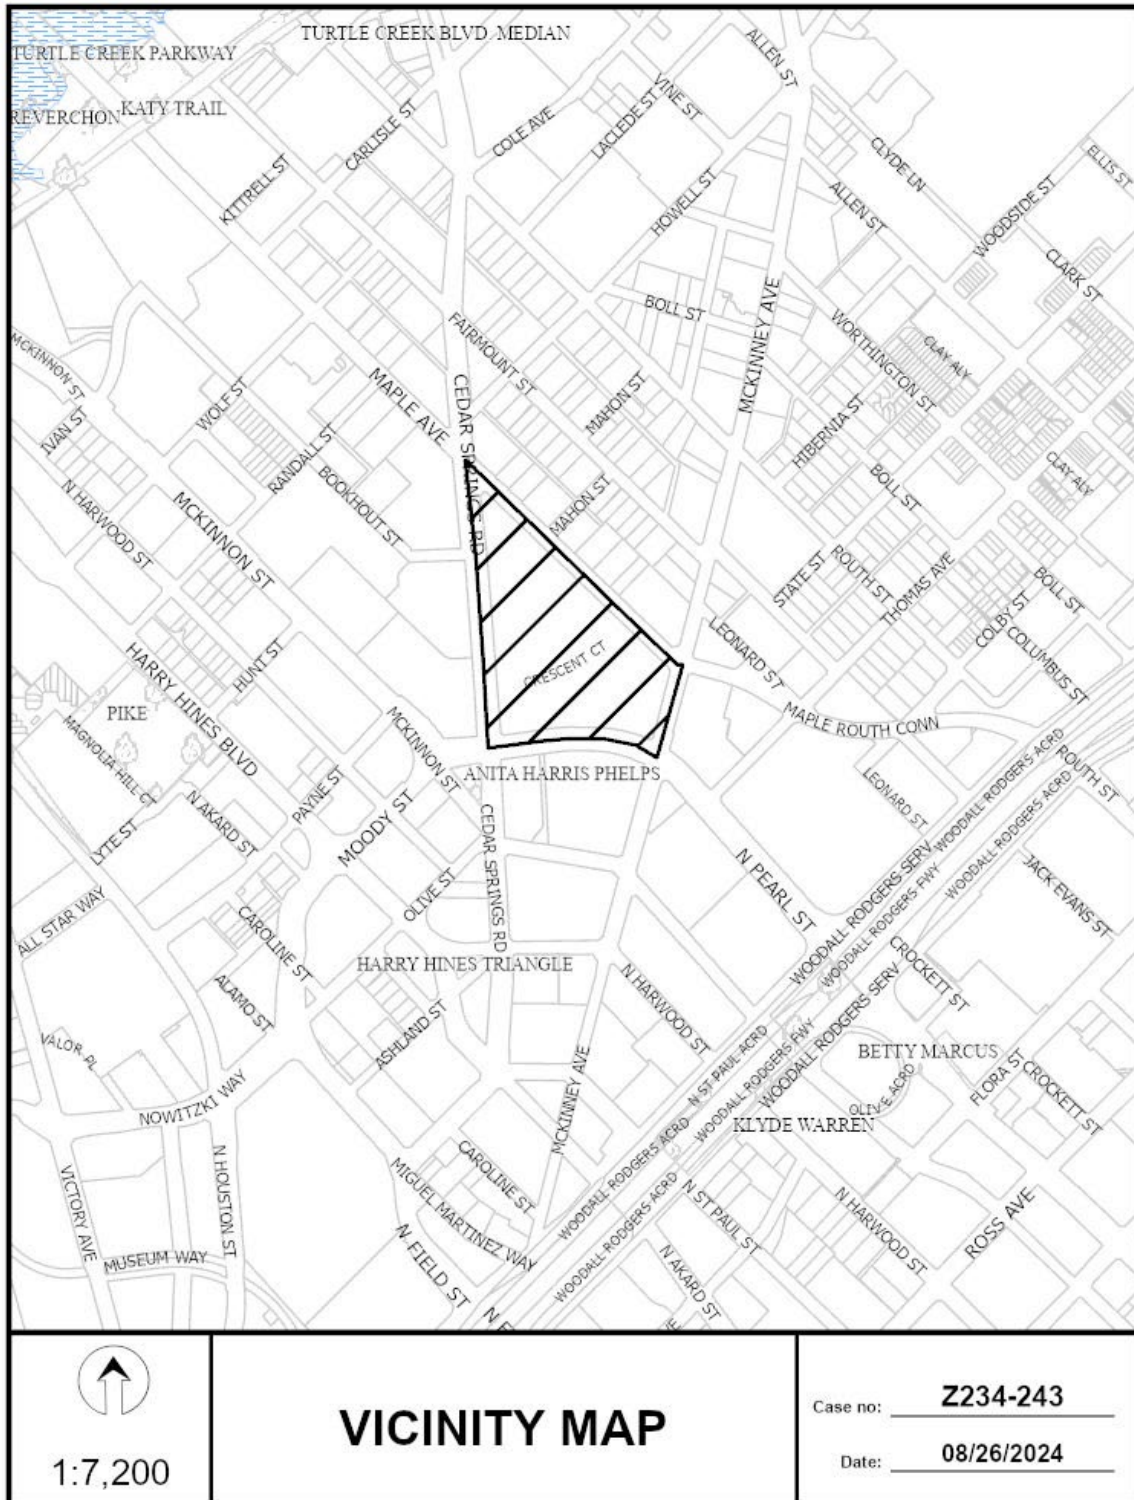 TURTLE CREEK BLVD MEDIAN
TURTLE CREEK PARKWAY
ALLEN ST
VINE ST
REVERCHON
KATY TRAIL
CARLISLE ST
COLE AVE
LACLEDE ST
CLYDE LN
ELLIS ST
KITTRELL ST
HOWELL ST
ALLEN ST
WOODSIDE ST
CLARK ST
BOLL ST
MCKINNEY AVE
FAIRMOUNT ST
WORTHINGTON ST
CLAY ALY
MCKINNON ST
WOLF ST
MAPLE AVE
CEDAR SPRINGS RD
MAHON ST
HIBERNIA ST
IVAN ST
RANDALL ST
BOOKHOUT ST
BOLL ST
CLAY ALY
N HARWOOD ST
MCKINNON ST
MAHON ST
STATE ST
ROUTH ST
THOMAS AVE
BOLL ST
COLBY ST
COLUMBUS ST
LEONARD ST
HUNT ST
CRESCENT CT
HARRY HINES BLVD
PIKE
MAGNOLIA HILL CT
MCKINNON ST
MAPLE ROUTH CONN
WOODALL RODGERS ACRD
ROUTH ST
ANITA HARRIS PHELPS
PAYNE ST
N AKARD ST
LYTE ST
MOODY ST
CEDAR SPRINGS RD
LEONARD ST
WOODALL RODGERS ACRD
WOODALL RODGERS SERV
WOODALL RODGERS FWY
JACK EVANS ST
N PEARL ST
OLIVE ST
ALL STAR WAY
CAROLINE ST
HARRY HINES TRIANGLE
N HARWOOD ST
CROCKETT ST
WOODALL RODGERS SERV
ALAMO ST
ASHLAND ST
VALOR PL
MCKINNEY AVE
N ST PAUL ACRD
WOODALL RODGERS FWY
BETTY MARCUS
FLORA ST
CROCKETT ST
OLIVE ACRD
NOWITZKI WAY
KLYDE WARREN
N HOUSTON ST
VICTORY AVE
CAROLINE ST
MIGUEL MARTINEZ WAY
WOODALL RODGERS ACRD
WOODALL RODGERS ACRD
N ST PAUL ST
N HARWOOD ST
ROSS AVE
MUSEUM WAY
N FIELD ST
N AKARD ST
1:7,200
VICINITY MAP
Case no: Z234-243
Date: 08/26/2024